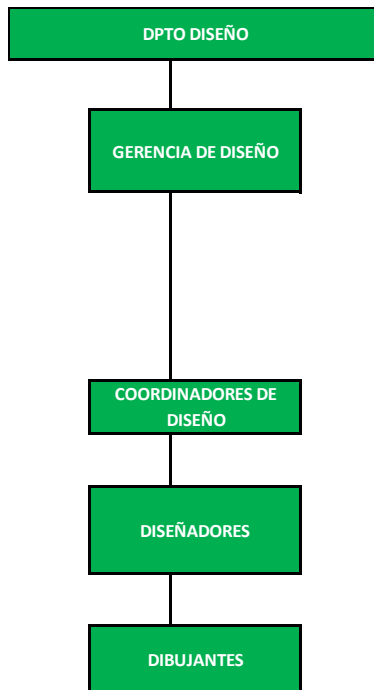 DPTO DISEÑO
GERENCIA DE DISEÑO
COORDINADORES DE
DISEÑO
DISEÑADORES
DIBUJANTES